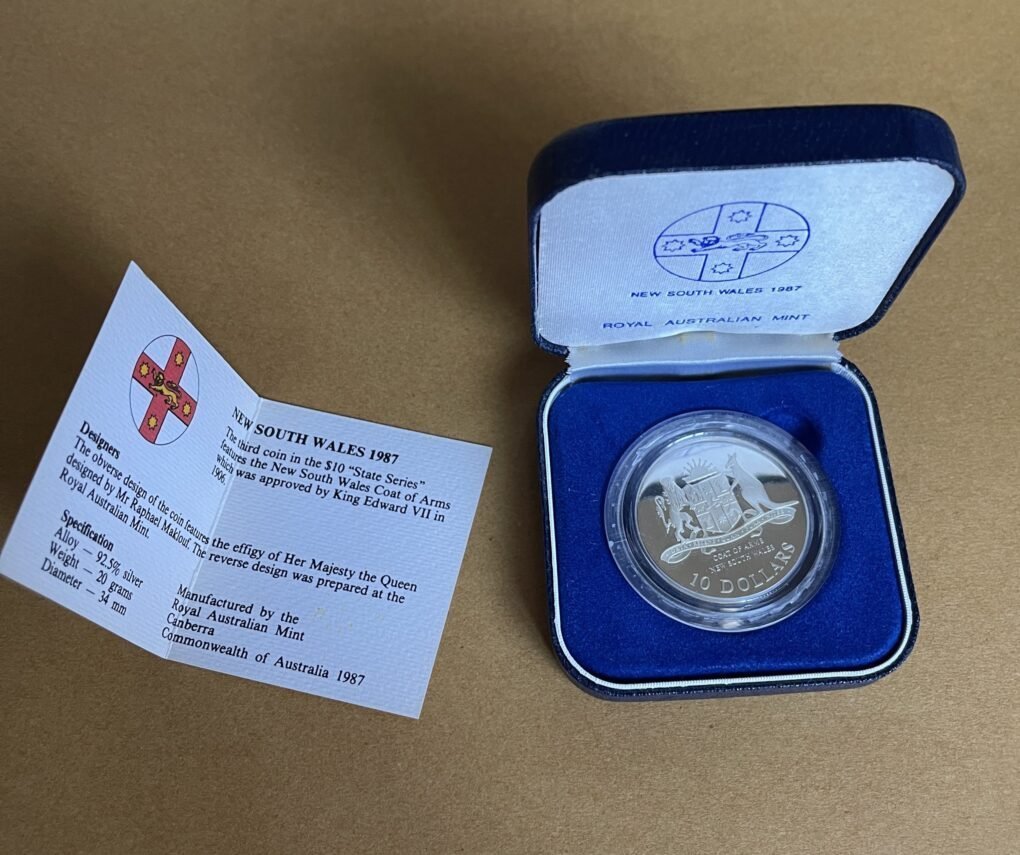 NEW SOUTH WALES 1987
The third coin in the $10 "State Series"
features the New South Wales Coat of Arms
which was approved by King Edward VII in
1906.
Designers
The obverse design of the coin features the effigy of Her Majesty the Queen
designed by Mr Raphael Maklouf. The reverse design was prepared at the
Royal Australian Mint.
Specification
Alloy — 92.5% silver
Weight — 20 grams
Diameter — 34 mm
Manufactured by the
Royal Australian Mint
Canberra
Commonwealth of Australia 1987
NEW SOUTH WALES 1987
ROYAL AUSTRALIAN MINT
COAT OF ARMS
NEW SOUTH WALES
10 DOLLARS